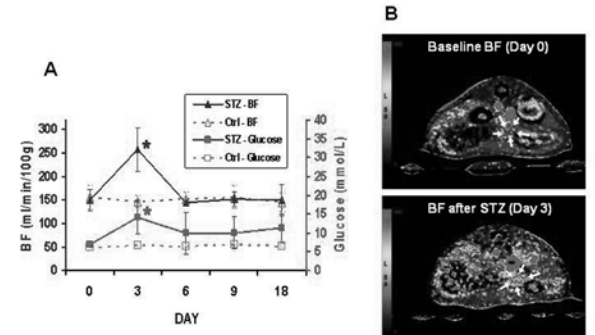 A
BF (ml/min/100g)
300
250
200
150
100
50
0
STZ - BF
Ctrl - BF
STZ - Glucose
Ctrl - Glucose
*
*
40
35
30
25
20
15
10
5
0
Glucose (mmol/L)
0 3 6 9 18
DAY
B
Baseline BF (Day 0)
L
BF after STZ (Day 3)
L